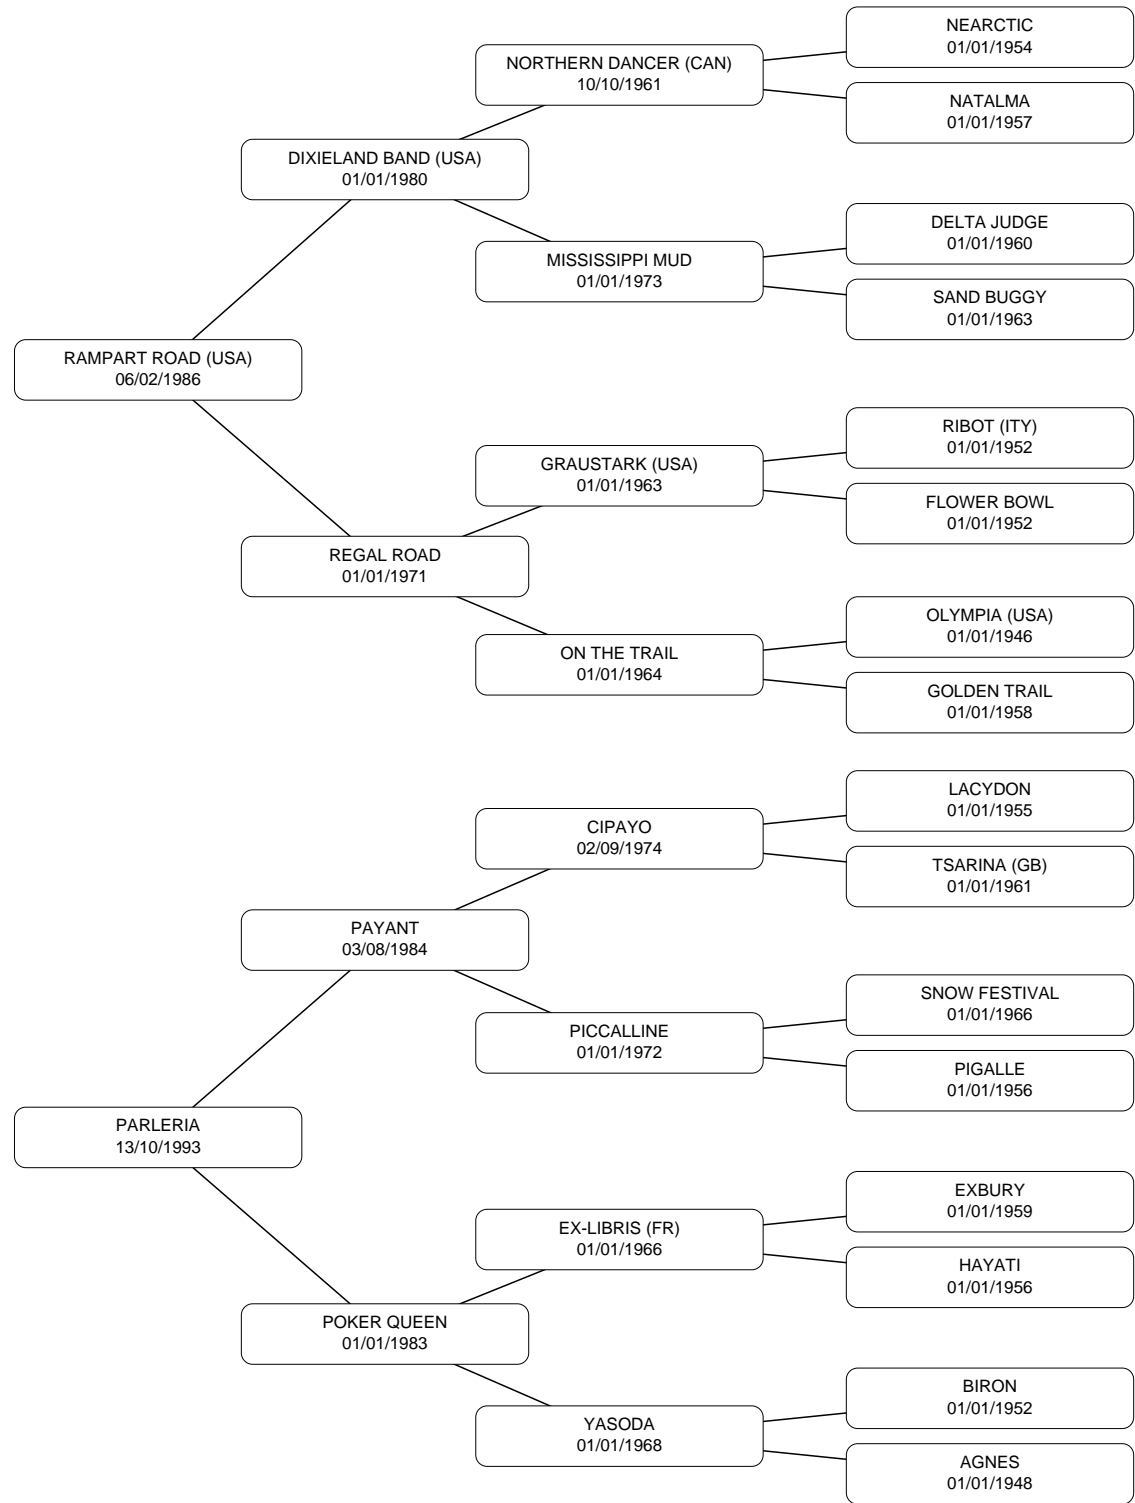 NEARCTIC
01/01/1954
NORTHERN DANCER (CAN)
10/10/1961
NATALMA
01/01/1957
DIXIELAND BAND (USA)
01/01/1980
DELTA JUDGE
01/01/1960
MISSISSIPPI MUD
01/01/1973
SAND BUGGY
01/01/1963
RAMPART ROAD (USA)
06/02/1986
RIBOT (ITY)
01/01/1952
GRAUSTARK (USA)
01/01/1963
FLOWER BOWL
01/01/1952
REGAL ROAD
01/01/1971
OLYMPIA (USA)
01/01/1946
ON THE TRAIL
01/01/1964
GOLDEN TRAIL
01/01/1958
LACYDON
01/01/1955
CIPAYO
02/09/1974
TSARINA (GB)
01/01/1961
PAYANT
03/08/1984
SNOW FESTIVAL
01/01/1966
PICCALLINE
01/01/1972
PIGALLE
01/01/1956
PARLERIA
13/10/1993
EXBURY
01/01/1959
EX-LIBRIS (FR)
01/01/1966
HAYATI
01/01/1956
POKER QUEEN
01/01/1983
BIRON
01/01/1952
YASODA
01/01/1968
AGNES
01/01/1948